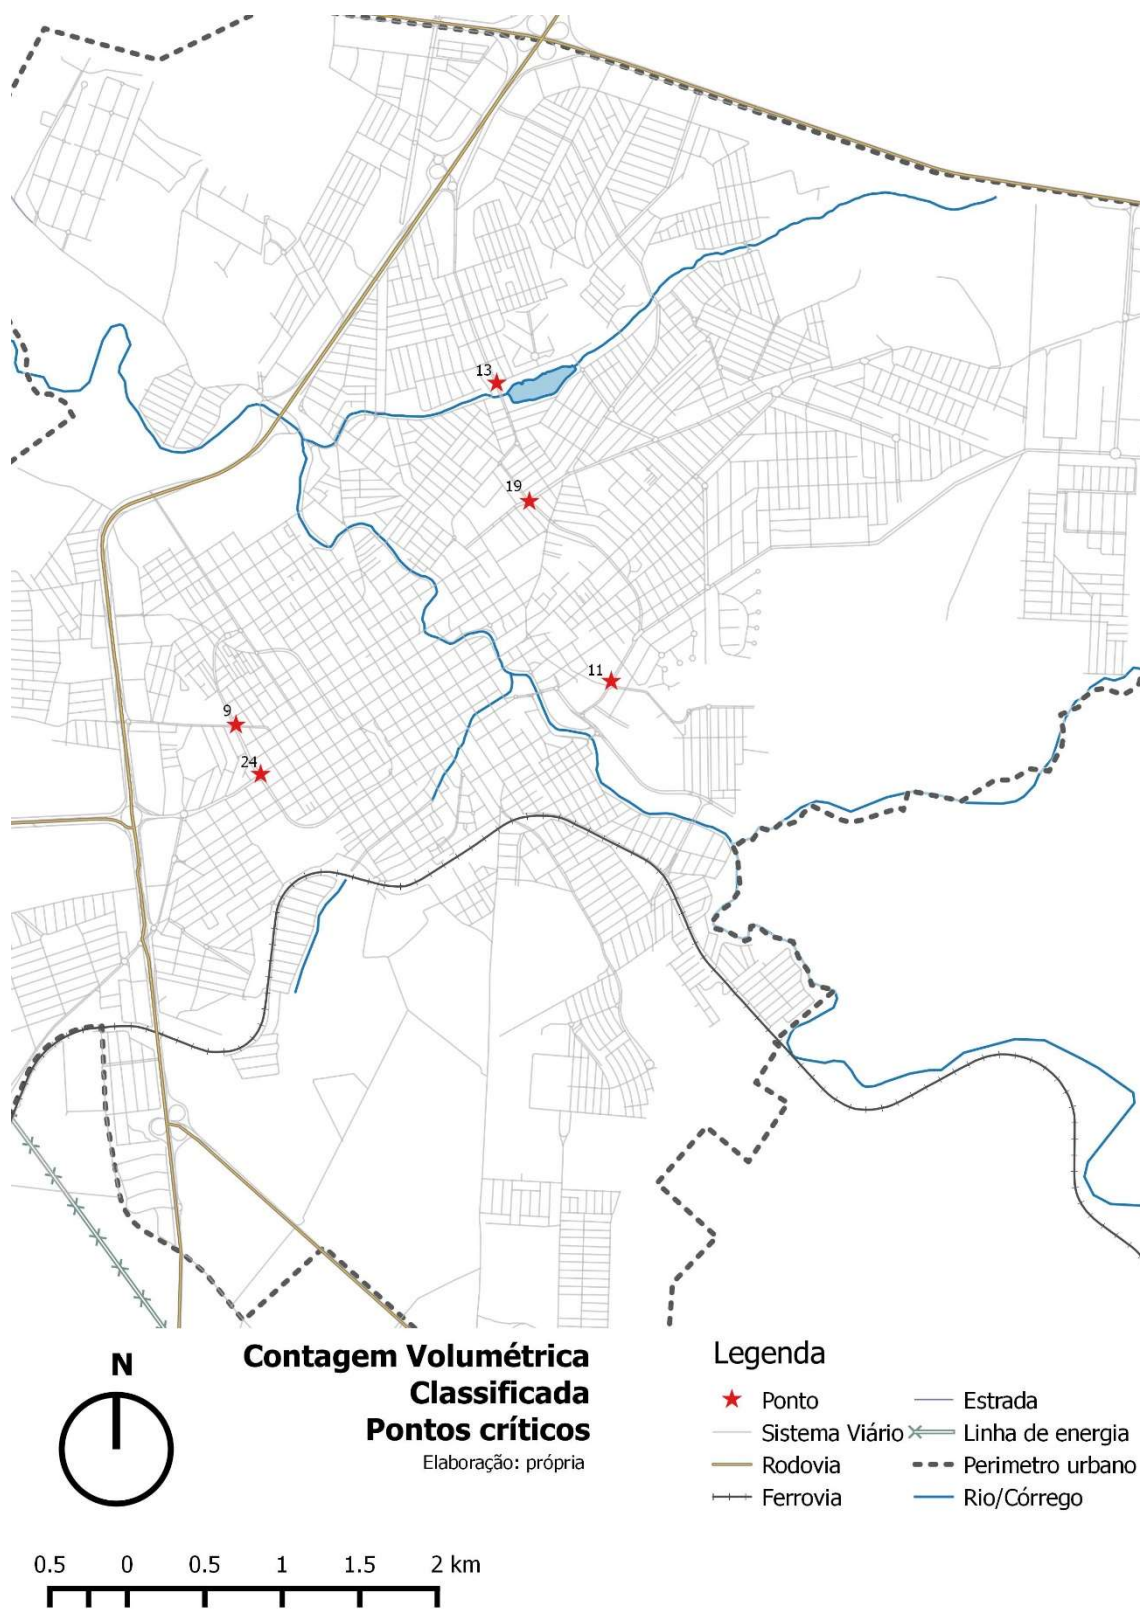 13
19
11
9
24
N
Contagem Volumétrica
Classificada
Pontos críticos
Elaboração: própria
Legenda
Ponto
Sistema Viário
Rodovia
Ferrovia
Estrada
Linha de energia
Perimetro urbano
Rio/Córrego
0.5 0 0.5 1 1.5 2 km